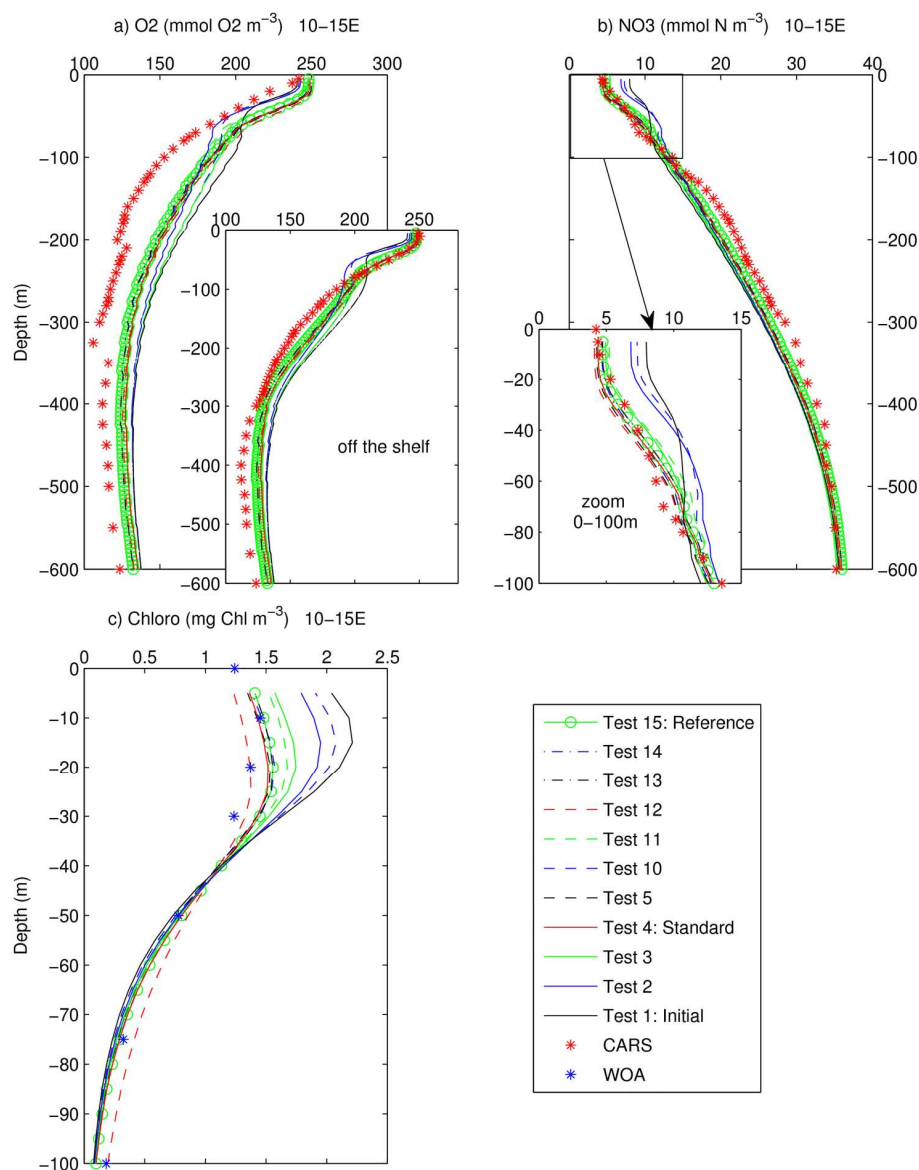 a) O2 (mmol O2 m−3) 10−15E
100 150 200 250 300
0
−100
−200
−300
−400
−500
−600
Depth (m)
100 150 200 250
0
−100
−200
−300
−400
−500
−600
off the shelf
b) NO3 (mmol N m−3) 10−15E
0 10 20 30 40
0
−100
−200
−300
−400
−500
−600
0 5 10 15
0
−20
−40
−60
−80
−100
zoom
0−100m
c) Chloro (mg Chl m−3) 10−15E
0 0.5 1 1.5 2 2.5
0
−10
−20
−30
−40
−50
−60
−70
−80
−90
−100
Depth (m)
Test 15: Reference
Test 14
Test 13
Test 12
Test 11
Test 10
Test 5
Test 4: Standard
Test 3
Test 2
Test 1: Initial
CARS
WOA